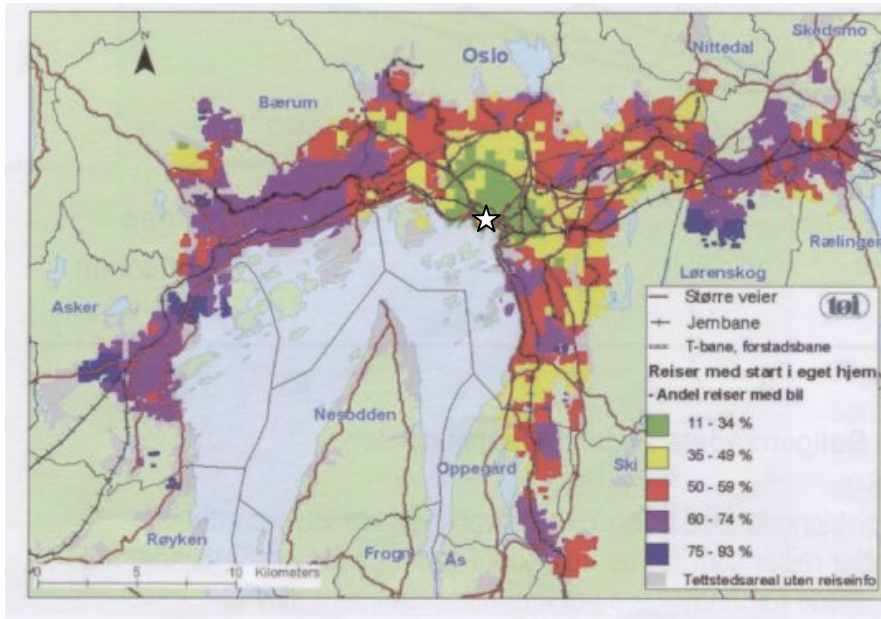 N
Skedsmo
Nittedal
Oslo
Bærum
Rælingen
Lørenskog
Asker
Nesodden
Oppegård
Ski
Røyken
Frogn
Ås
0 5 10 Kilometers
Større veier
tøi
Jernbane
T-bane, forstadsbane
Reiser med start i eget hjem
- Andel reiser med bil
11 - 34 %
35 - 49 %
50 - 59 %
60 - 74 %
75 - 93 %
Tettstedsareal uten reiseinfo